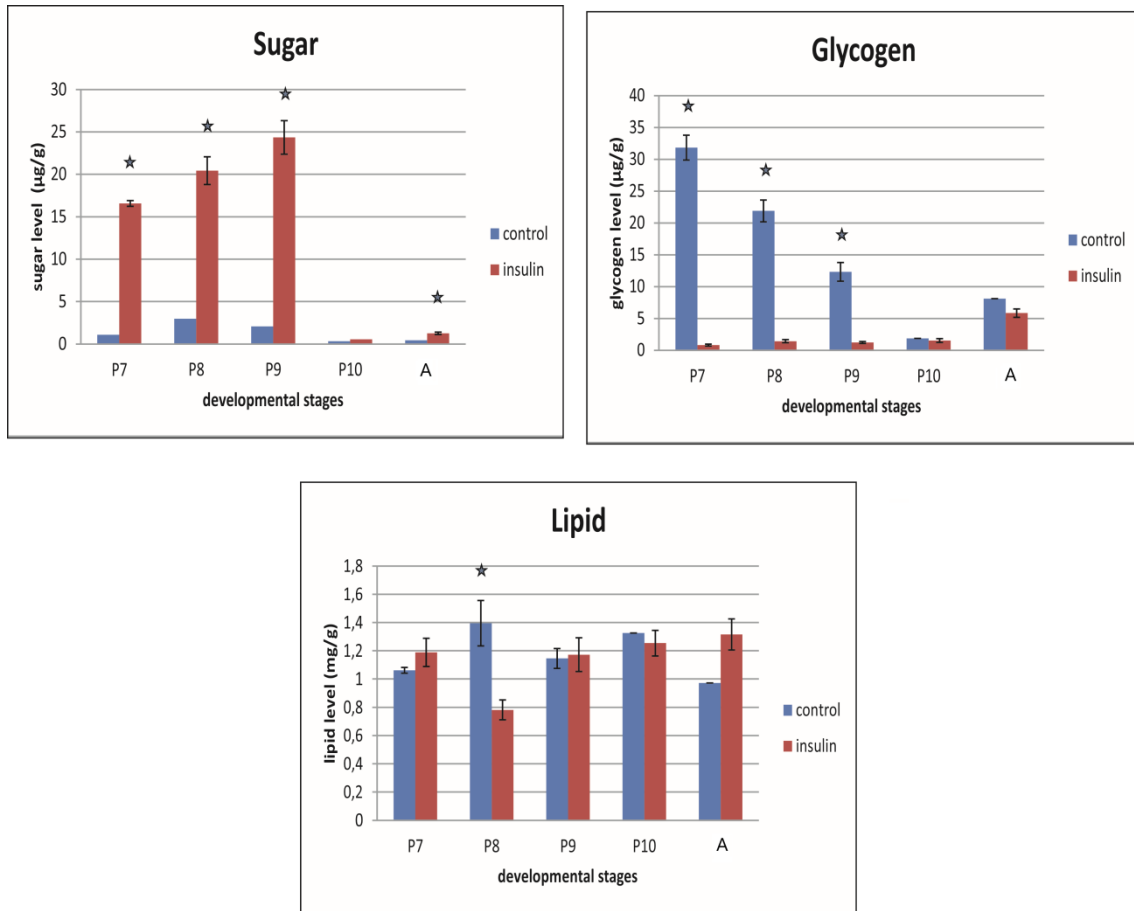 Sugar
30
25
20
15
10
5
0
sugar level (µg/g)
P7 P8 P9 P10 A
developmental stages
control
insulin
Glycogen
40
35
30
25
20
15
10
5
0
glycogen level (µg/g)
P7 P8 P9 P10 A
developmental stages
control
insulin
Lipid
1,8
1,6
1,4
1,2
1
0,8
0,6
0,4
0,2
0
lipid level (mg/g)
P7 P8 P9 P10 A
developmental stages
control
insulin